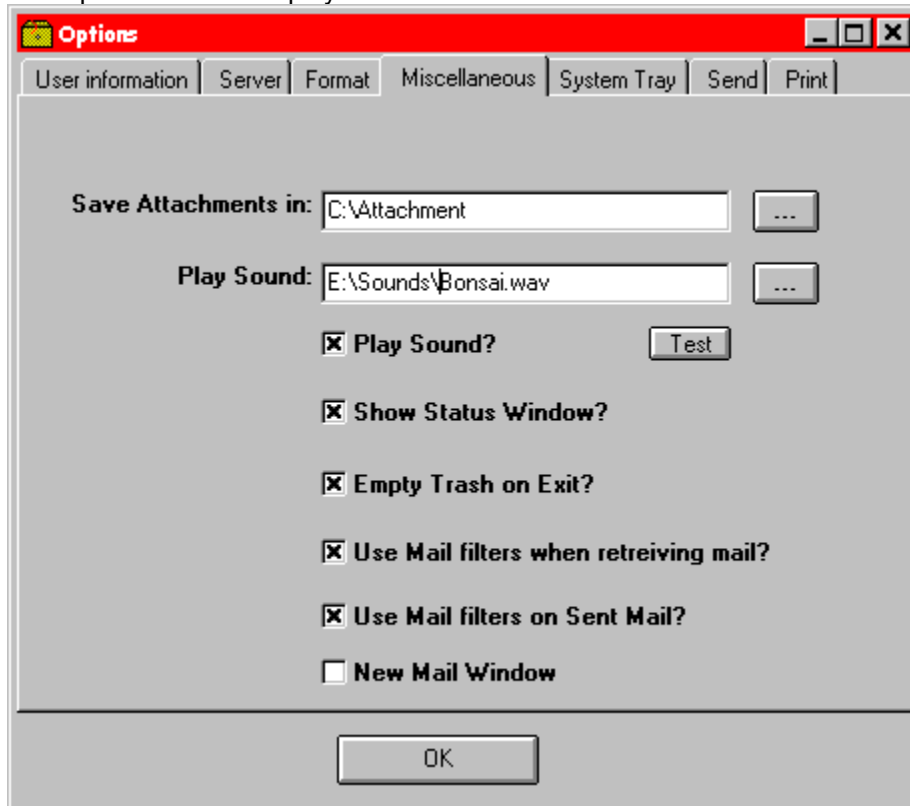 Options
User information Server Format Miscellaneous System Tray Send Print
Save Attachments in: C:\Attachment ...
Play Sound: E:\Sounds\Bonsai.wav ...
Play Sound? Test
Show Status Window?
Empty Trash on Exit?
Use Mail filters when retreiving mail?
Use Mail filters on Sent Mail?
New Mail Window
OK